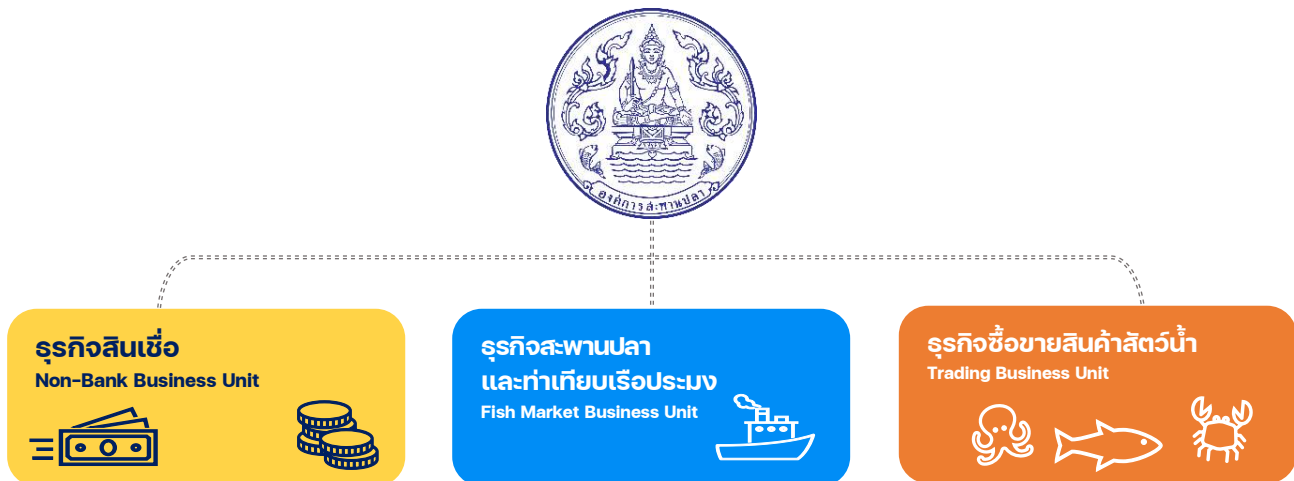 องค์การสะพานปลา
ธุรกิจสินเชื่อ
Non-Bank Business Unit
ธุรกิจสะพานปลา
และท่าเทียบเรือประมง
Fish Market Business Unit
ธุรกิจซื้อขายสินค้าสัตว์น้ำ
Trading Business Unit